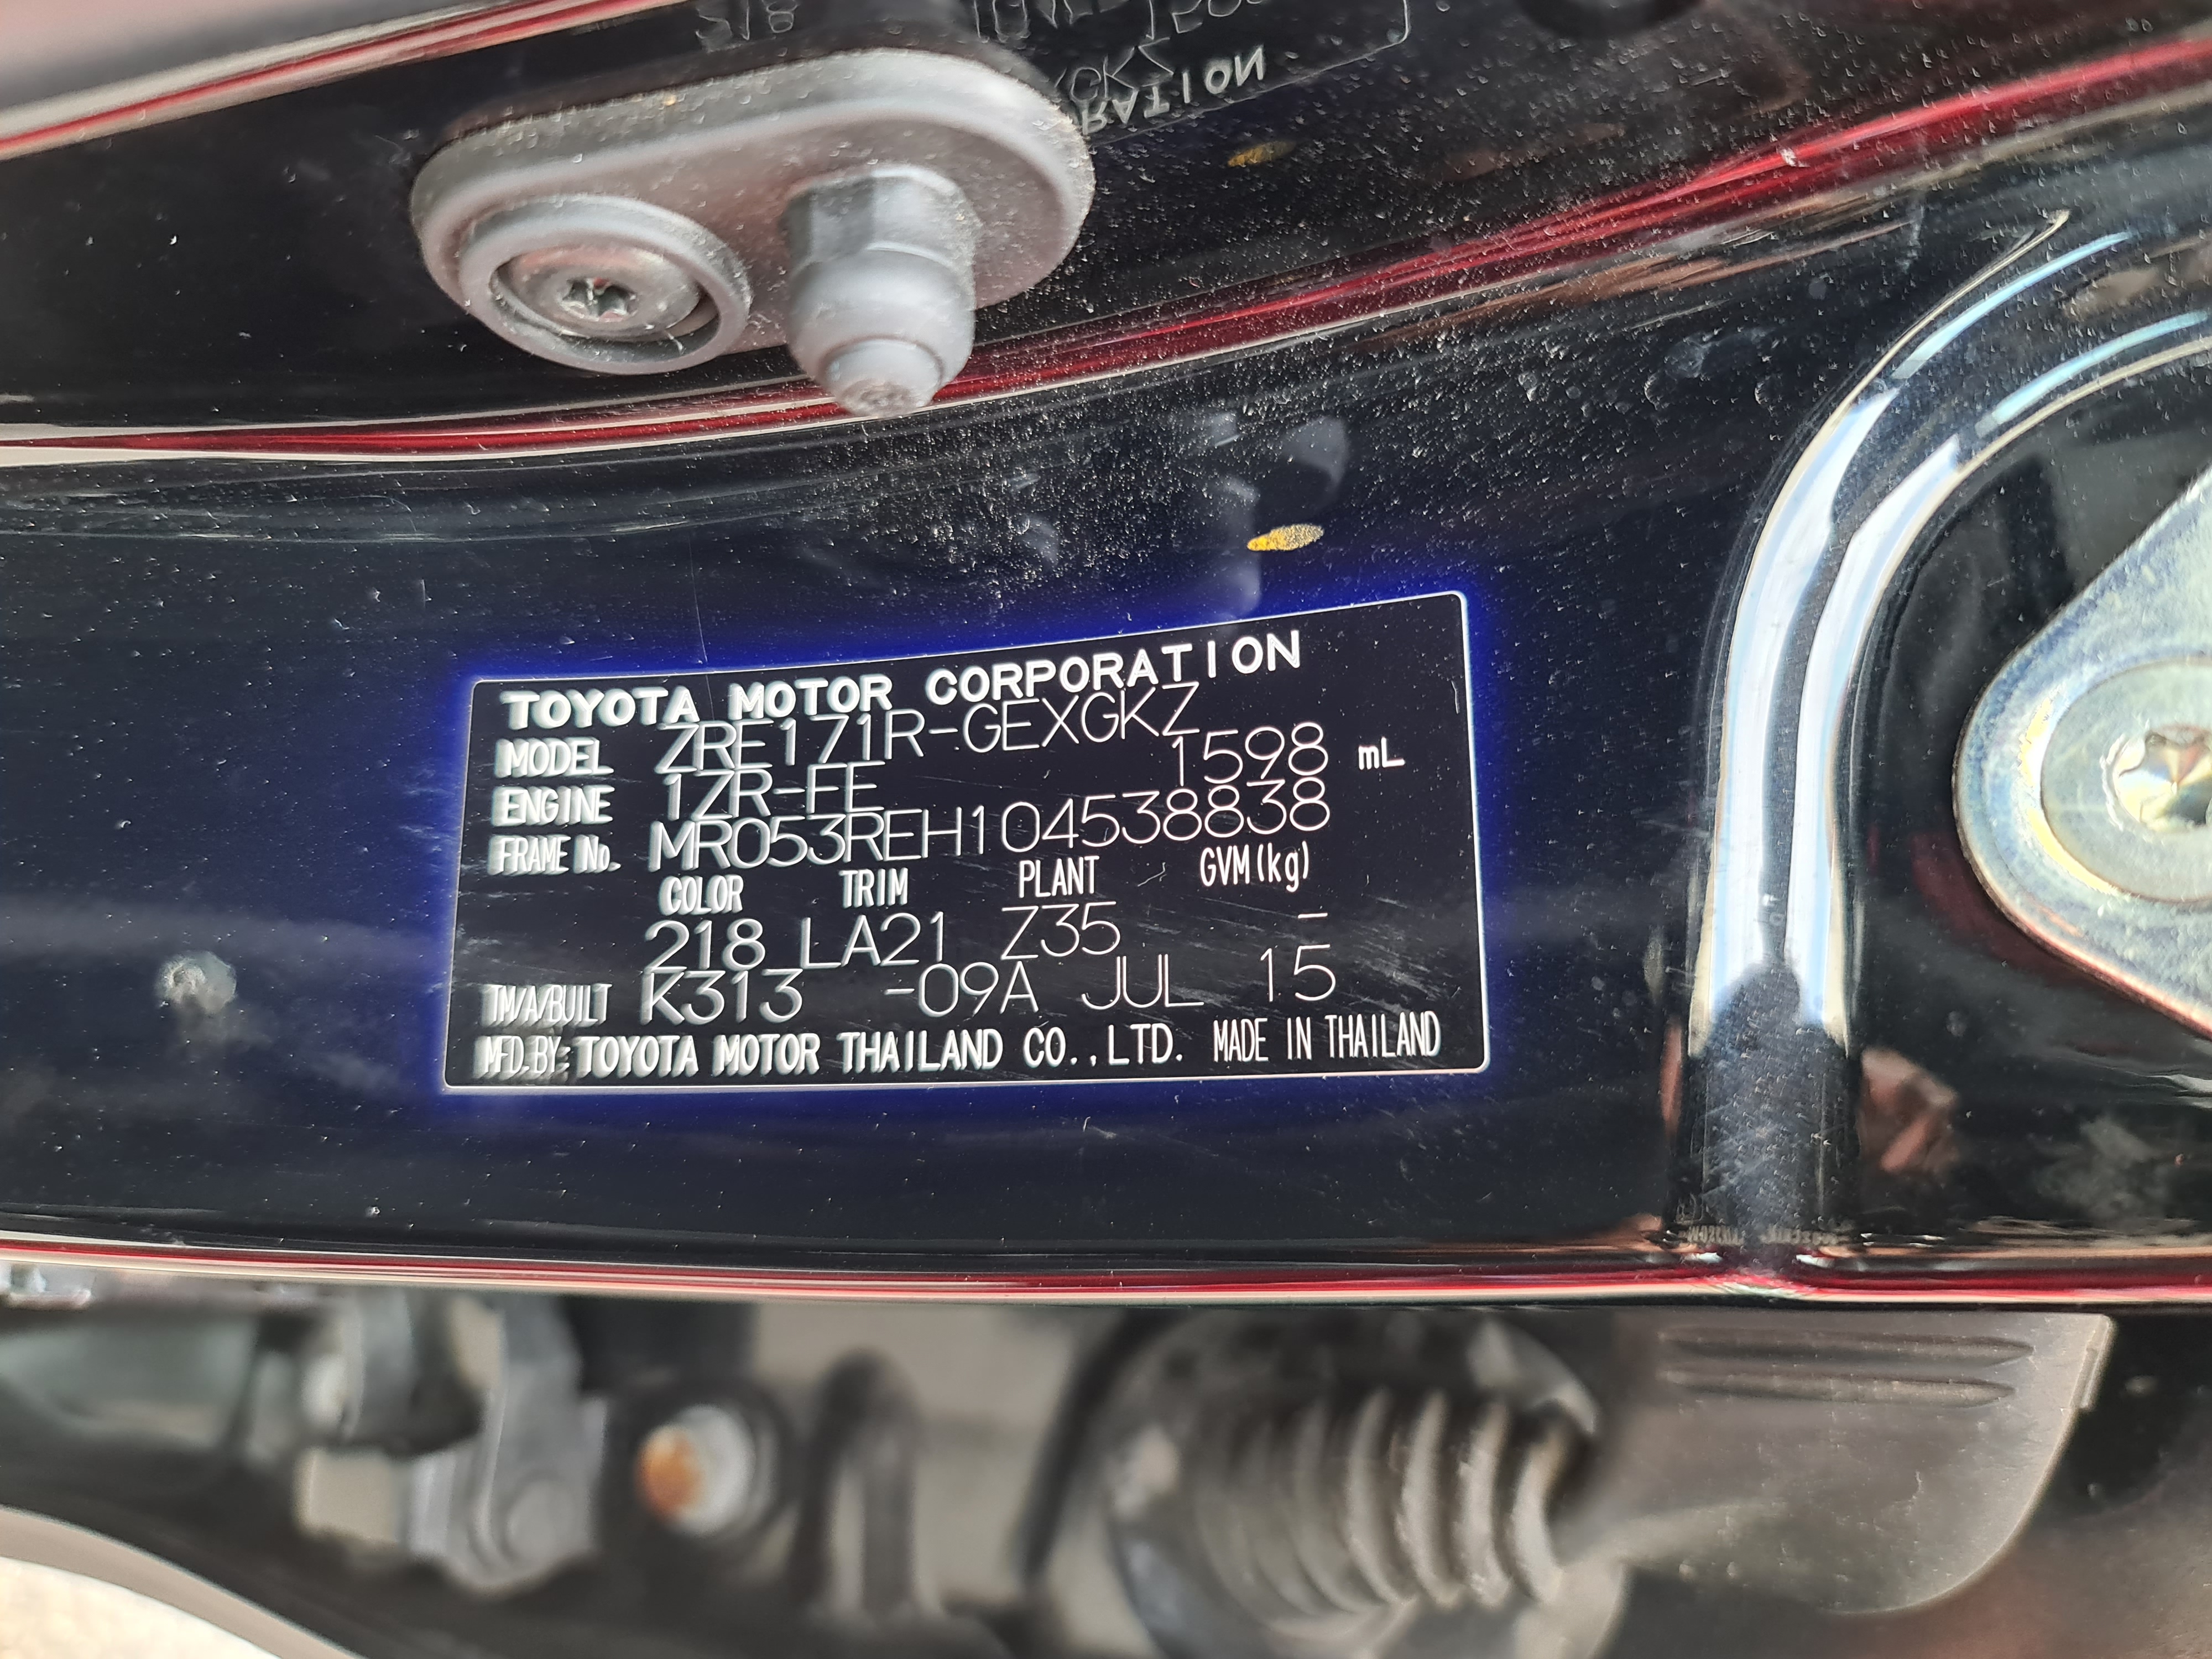 TOYOTA MOTOR CORPORATION
MODEL ZRE171R-GEXGKZ
ENGINE 1ZR-FE 1598 mL
FRAME No. MR053REH104538838
COLOR TRIM PLANT GVM(kg)
218 LA21 Z35 -
TM/A/BUILT K313 -09A JUL 15
MFD.BY:TOYOTA MOTOR THAILAND CO.,LTD. MADE IN THAILAND